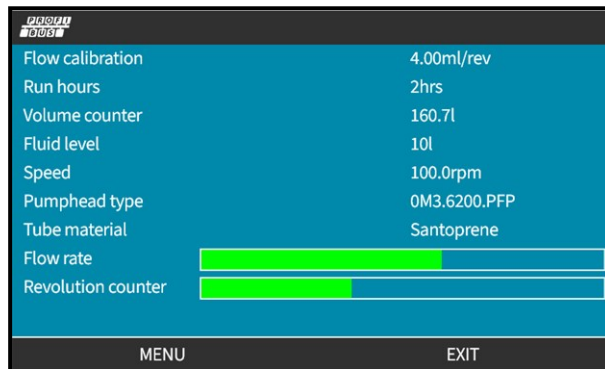 PROFI
BUS
Flow calibration 4.00ml/rev
Run hours 2hrs
Volume counter 160.7l
Fluid level 10l
Speed 100.0rpm
Pumphead type 0M3.6200.PFP
Tube material Santoprene
Flow rate
Revolution counter
MENU EXIT